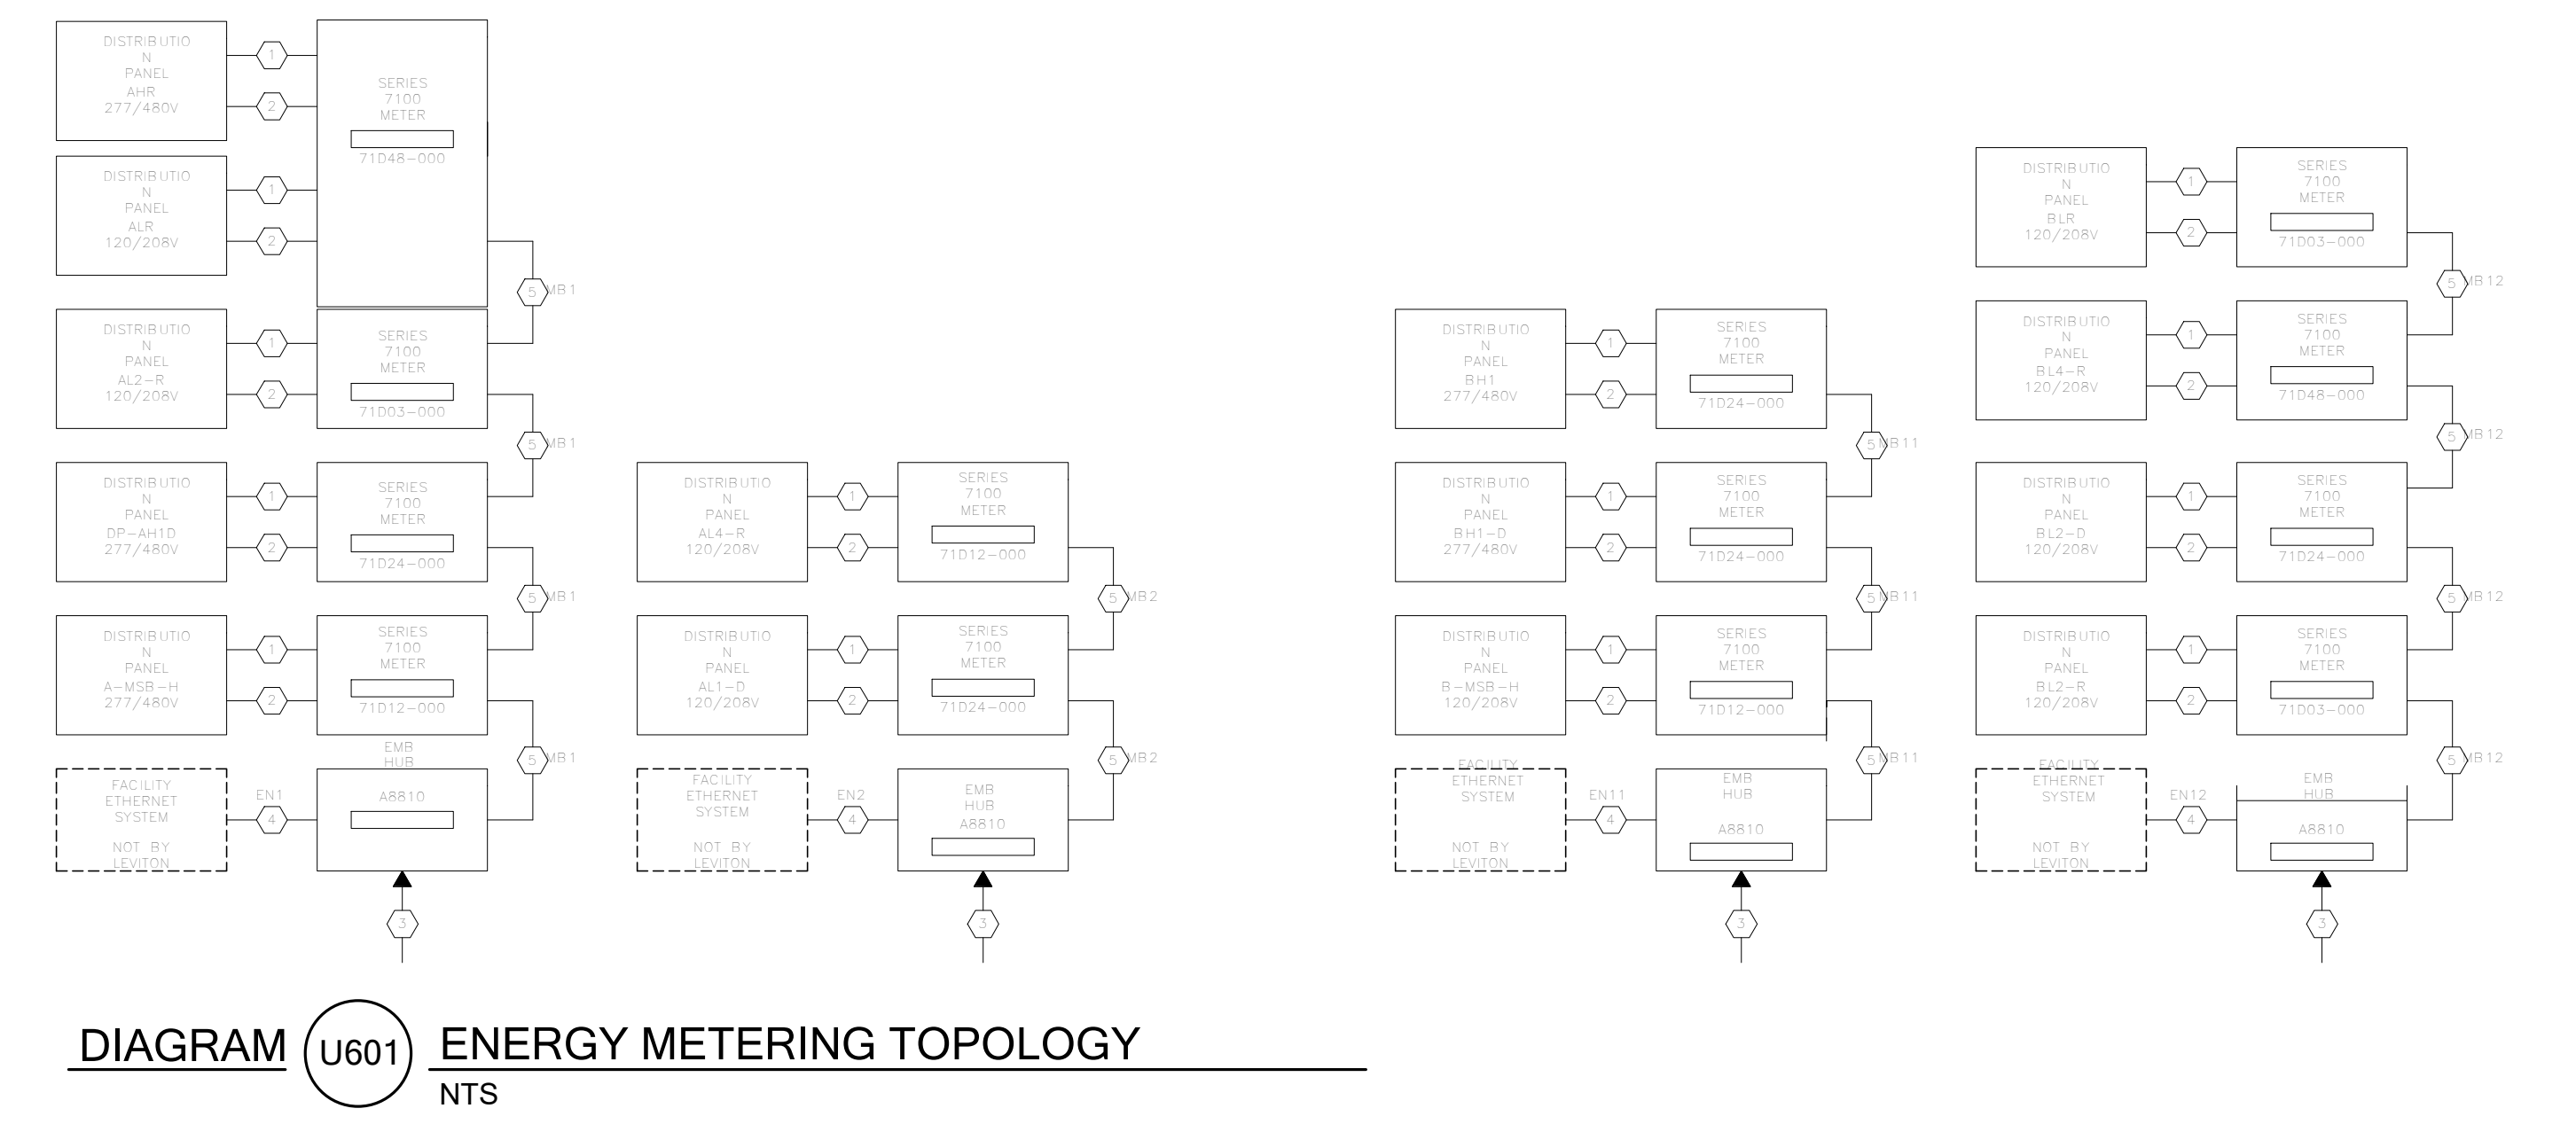 DISTRIBUTIO
N
PANEL
AHR
277/480V
1
2
SERIES
7100
METER
71D48-000
DISTRIBUTIO
N
PANEL
ALR
120/208V
1
2
5
MB1
DISTRIBUTIO
N
PANEL
AL2-R
120/208V
1
2
SERIES
7100
METER
71D03-000
5
MB1
DISTRIBUTIO
N
PANEL
DP-AH1D
277/480V
1
2
SERIES
7100
METER
71D24-000
5
MB1
DISTRIBUTIO
N
PANEL
A-MSB-H
277/480V
1
2
SERIES
7100
METER
71D12-000
5
MB1
FACILITY
ETHERNET
SYSTEM
NOT BY
LEVITON
EN1
4
EMB
HUB
A8810
3
DISTRIBUTIO
N
PANEL
AL4-R
120/208V
1
2
SERIES
7100
METER
71D12-000
5
MB2
DISTRIBUTIO
N
PANEL
AL1-D
120/208V
1
2
SERIES
7100
METER
71D24-000
5
MB2
FACILITY
ETHERNET
SYSTEM
NOT BY
LEVITON
EN2
4
EMB
HUB
A8810
3
DISTRIBUTIO
N
PANEL
BH1
277/480V
1
2
SERIES
7100
METER
71D24-000
5
MB11
DISTRIBUTIO
N
PANEL
BH1-D
277/480V
1
2
SERIES
7100
METER
71D24-000
5
MB11
DISTRIBUTIO
N
PANEL
B-MSB-H
120/208V
1
2
SERIES
7100
METER
71D12-000
5
MB11
FACILITY
ETHERNET
SYSTEM
NOT BY
LEVITON
EN11
4
EMB
HUB
A8810
3
DISTRIBUTIO
N
PANEL
BLR
120/208V
1
2
SERIES
7100
METER
71D03-000
5
MB12
DISTRIBUTIO
N
PANEL
BL4-R
120/208V
1
2
SERIES
7100
METER
71D48-000
5
MB12
DISTRIBUTIO
N
PANEL
BL2-D
120/208V
1
2
SERIES
7100
METER
71D24-000
5
MB12
DISTRIBUTIO
N
PANEL
BL2-R
120/208V
1
2
SERIES
7100
METER
71D03-000
5
MB12
FACILITY
ETHERNET
SYSTEM
NOT BY
LEVITON
EN12
4
EMB
HUB
A8810
3
DIAGRAM U601 ENERGY METERING TOPOLOGY
NTS